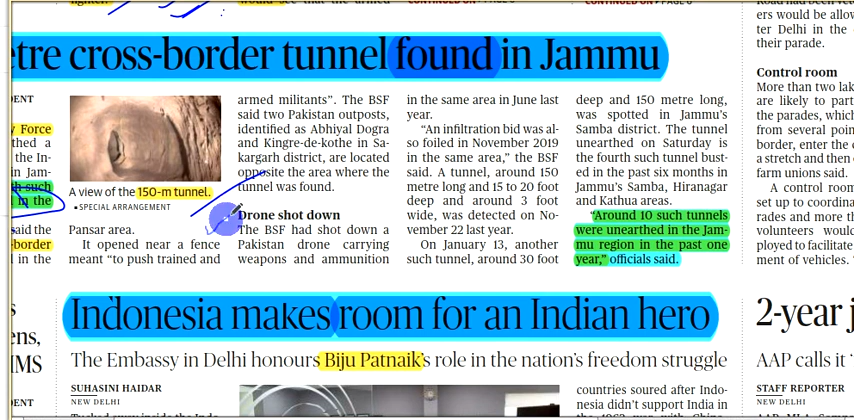 CONTINUED ON » PAGE 6
etre cross-border tunnel found in Jammu
DENT
y Force
thed a
the In-
in Jam-
th such
d in the
said the
-border
l in the
A view of the 150-m tunnel.
• SPECIAL ARRANGEMENT
Pansar area.
It opened near a fence
meant “to push trained and
armed militants”. The BSF
said two Pakistan outposts,
identified as Abhiyal Dogra
and Kingre-de-kothe in Sa-
kargarh district, are located
opposite the area where the
tunnel was found.
Drone shot down
The BSF had shot down a
Pakistan drone carrying
weapons and ammunition
in the same area in June last
year.
“An infiltration bid was al-
so foiled in November 2019
in the same area,” the BSF
said. A tunnel, around 150
metre long and 15 to 20 foot
deep and around 3 foot
wide, was detected on No-
vember 22 last year.
On January 13, another
such tunnel, around 30 foot
deep and 150 metre long,
was spotted in Jammu’s
Samba district. The tunnel
unearthed on Saturday is
the fourth such tunnel bust-
ed in the past six months in
Jammu’s Samba, Hiranagar
and Kathua areas.
“Around 10 such tunnels
were unearthed in the Jam-
mu region in the past one
year,” officials said.
ers would be allow
ter Delhi in the
their parade.
Control room
More than two lak
are likely to part
the parades, which
from several poin
border, enter the c
a stretch and then
farm unions said.
A control room
set up to coordina
rades and more th
volunteers would
ployed to facilitate
ment of vehicles.
s
ens,
IMS
ENT
Indonesia makes room for an Indian hero
The Embassy in Delhi honours Biju Patnaik’s role in the nation’s freedom struggle
SUHASINI HAIDAR
NEW DELHI
countries soured after Indo-
nesia didn’t support India in
2-year j
AAP calls it ‘
STAFF REPORTER
NEW DELHI